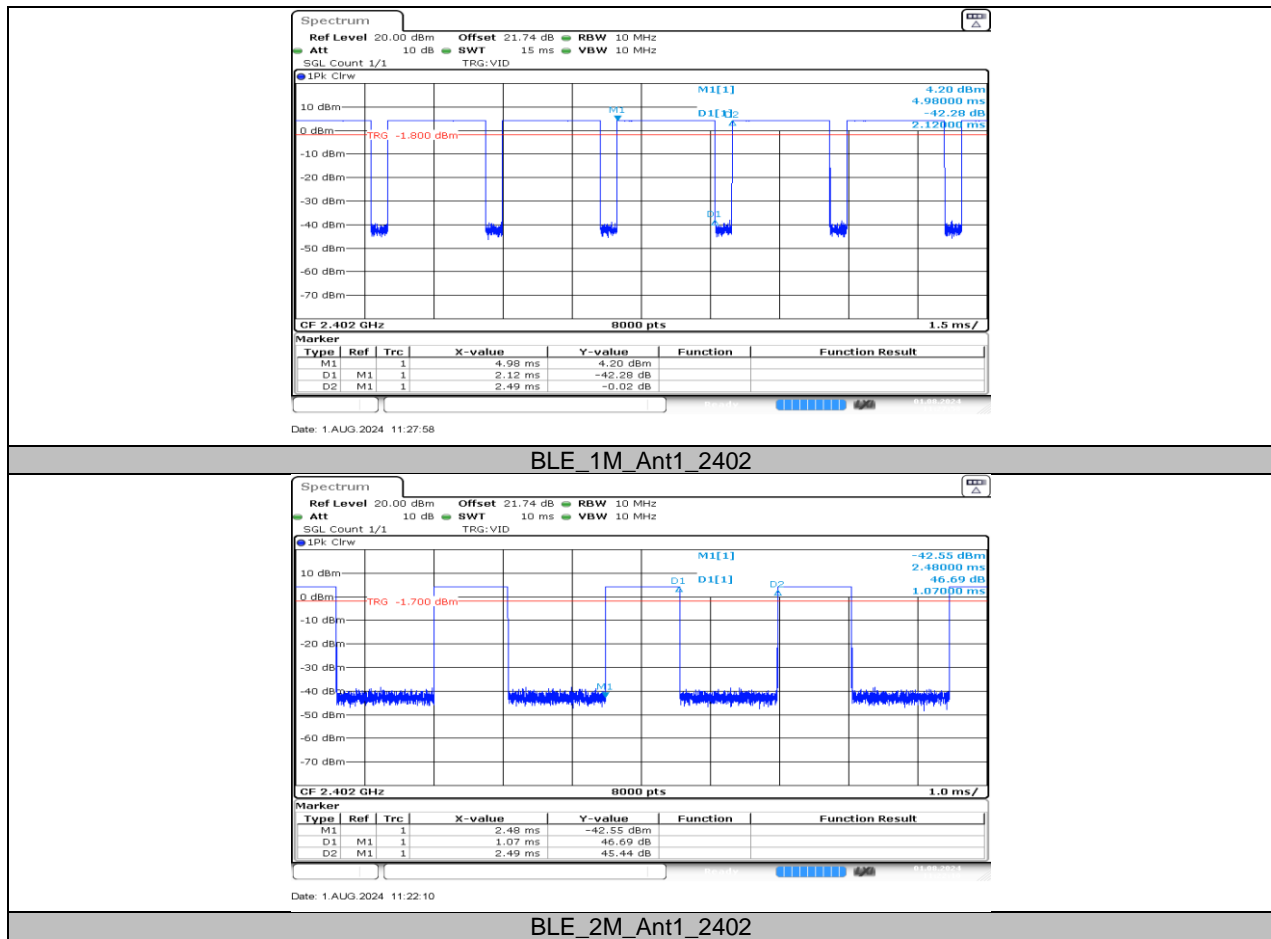 Spectrum
Ref Level 20.00 dBm Offset 21.74 dB RBW 10 MHz
Att 10 dB SWT 15 ms VBW 10 MHz
SGL Count 1/1 TRG:VID
1Pk Clrw
M1[1] 4.20 dBm
4.98000 ms
10 dBm M1 D1[1] D2 -42.28 dB
2.12000 ms
0 dBm TRG -1.800 dBm
-10 dBm
-20 dBm
-30 dBm
D1
-40 dBm
-50 dBm
-60 dBm
-70 dBm
CF 2.402 GHz 8000 pts 1.5 ms/
Marker
Type Ref Trc X-value Y-value Function Function Result
M1 1 4.98 ms 4.20 dBm
D1 M1 1 2.12 ms -42.28 dB
D2 M1 1 2.49 ms -0.02 dB
Ready 01.08.2024
Date: 1.AUG.2024 11:27:58
BLE_1M_Ant1_2402
Spectrum
Ref Level 20.00 dBm Offset 21.74 dB RBW 10 MHz
Att 10 dB SWT 10 ms VBW 10 MHz
SGL Count 1/1 TRG:VID
1Pk Clrw
M1[1] -42.55 dBm
2.48000 ms
10 dBm D1 D1[1] D2 46.69 dB
1.07000 ms
0 dBm TRG -1.700 dBm
-10 dBm
-20 dBm
-30 dBm
-40 dBm M1
-50 dBm
-60 dBm
-70 dBm
CF 2.402 GHz 8000 pts 1.0 ms/
Marker
Type Ref Trc X-value Y-value Function Function Result
M1 1 2.48 ms -42.55 dBm
D1 M1 1 1.07 ms 46.69 dB
D2 M1 1 2.49 ms 45.44 dB
Ready 01.08.2024
Date: 1.AUG.2024 11:22:10
BLE_2M_Ant1_2402